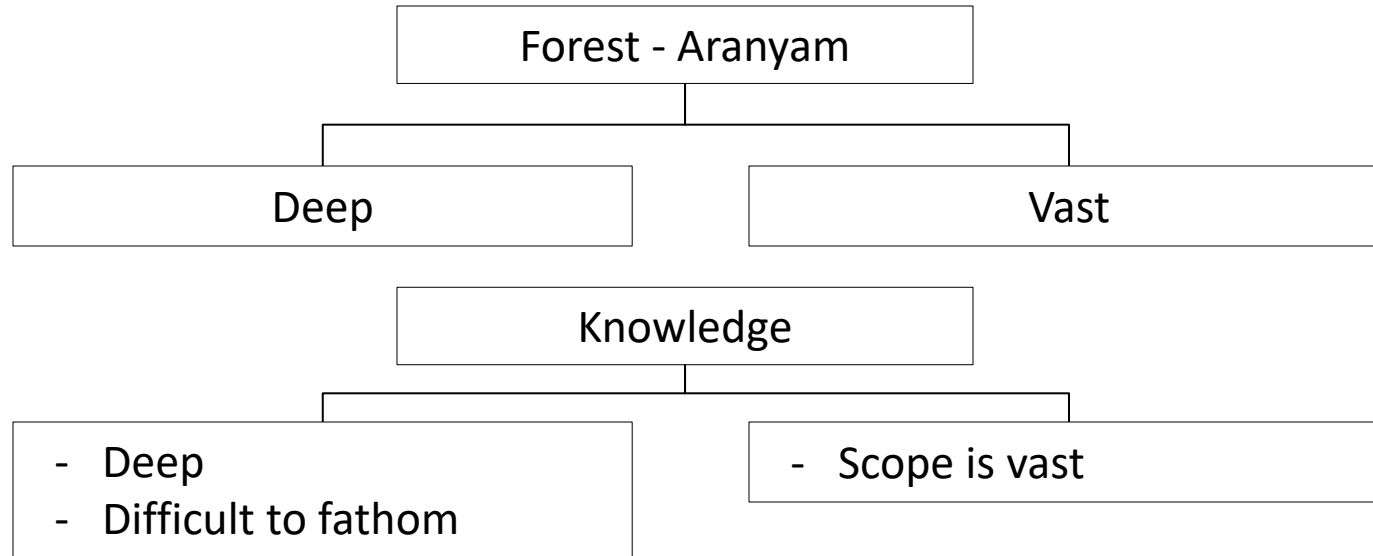 Forest - Aranyam
Deep
Vast
Knowledge
- Deep
- Difficult to fathom
- Scope is vast